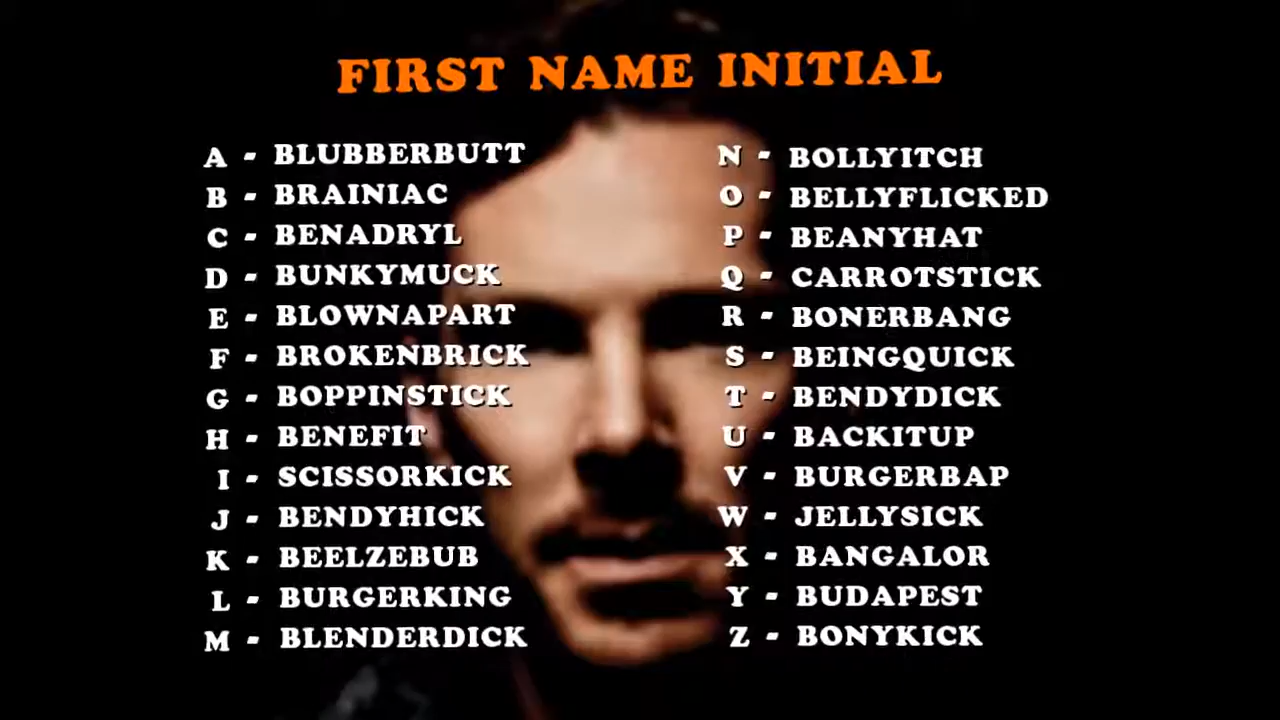 FIRST NAME INITIAL
A - BLUBBERBUTT
B - BRAINIAC
C - BENADRYL
D - BUNKYMUCK
E - BLOWNAPART
F - BROKENBRICK
G - BOPPINSTICK
H - BENEFIT
I - SCISSORKICK
J - BENDYHICK
K - BEELZEBUB
L - BURGERKING
M - BLENDERDICK
N - BOLLYITCH
O - BELLYFLICKED
P - BEANYHAT
Q - CARROTSTICK
R - BONERBANG
S - BEINGQUICK
T - BENDYDICK
U - BACKITUP
V - BURGERBAP
W - JELLYSICK
X - BANGALOR
Y - BUDAPEST
Z - BONYKICK